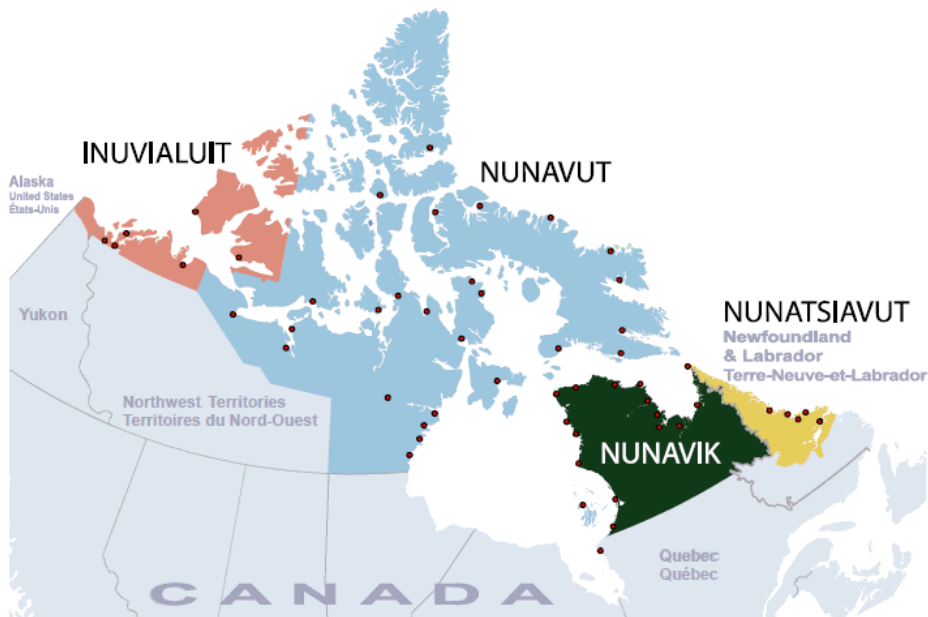 INUVIALUIT
NUNAVUT
Alaska
United States
États-Unis
Yukon
NUNATSIAVUT
Newfoundland
& Labrador
Terre-Neuve-et-Labrador
Northwest Territories
Territoires du Nord-Ouest
NUNAVIK
Quebec
Québec
CANADA